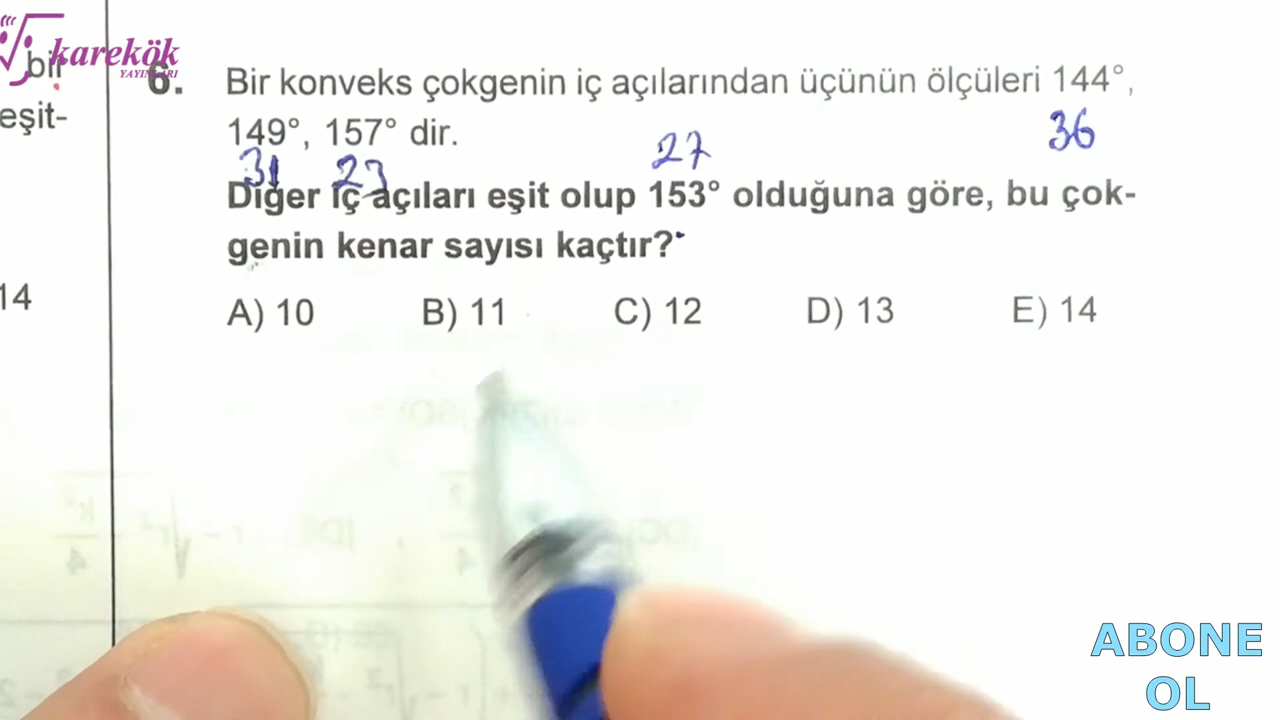 karekök
YAYINLARI
bir
eşit-
14
6. Bir konveks çokgenin iç açılarından üçünün ölçüleri 144°,
149°, 157° dir.
36
27
31 23
Diğer iç açıları eşit olup 153° olduğuna göre, bu çok-
genin kenar sayısı kaçtır?
A) 10 B) 11 C) 12 D) 13 E) 14
ABONE
OL